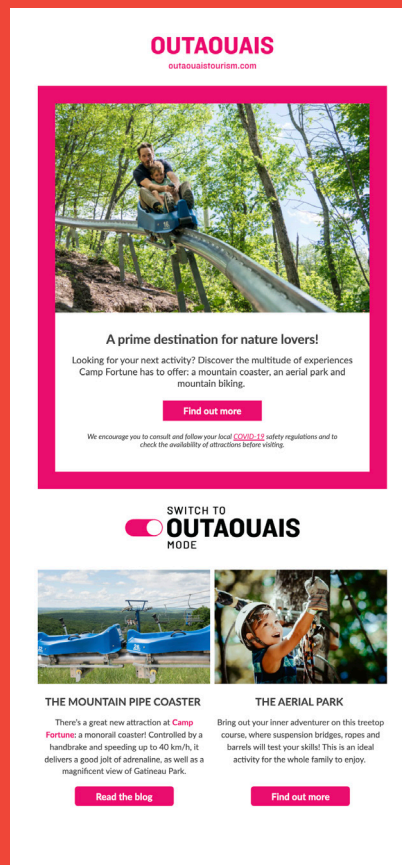 OUTAOUAIS
outaouaistourism.com
A prime destination for nature lovers!
Looking for your next activity? Discover the multitude of experiences
Camp Fortune has to offer: a mountain coaster, an aerial park and
mountain biking.
Find out more
We encourage you to consult and follow your local COVID-19 safety regulations and to
check the availability of attractions before visiting.
SWITCH TO
OUTAOUAIS
MODE
THE MOUNTAIN PIPE COASTER
There's a great new attraction at Camp
Fortune: a monorail coaster! Controlled by a
handbrake and speeding up to 40 km/h, it
delivers a good jolt of adrenaline, as well as a
magnificent view of Gatineau Park.
Read the blog
THE AERIAL PARK
Bring out your inner adventurer on this treetop
course, where suspension bridges, ropes and
barrels will test your skills! This is an ideal
activity for the whole family to enjoy.
Find out more